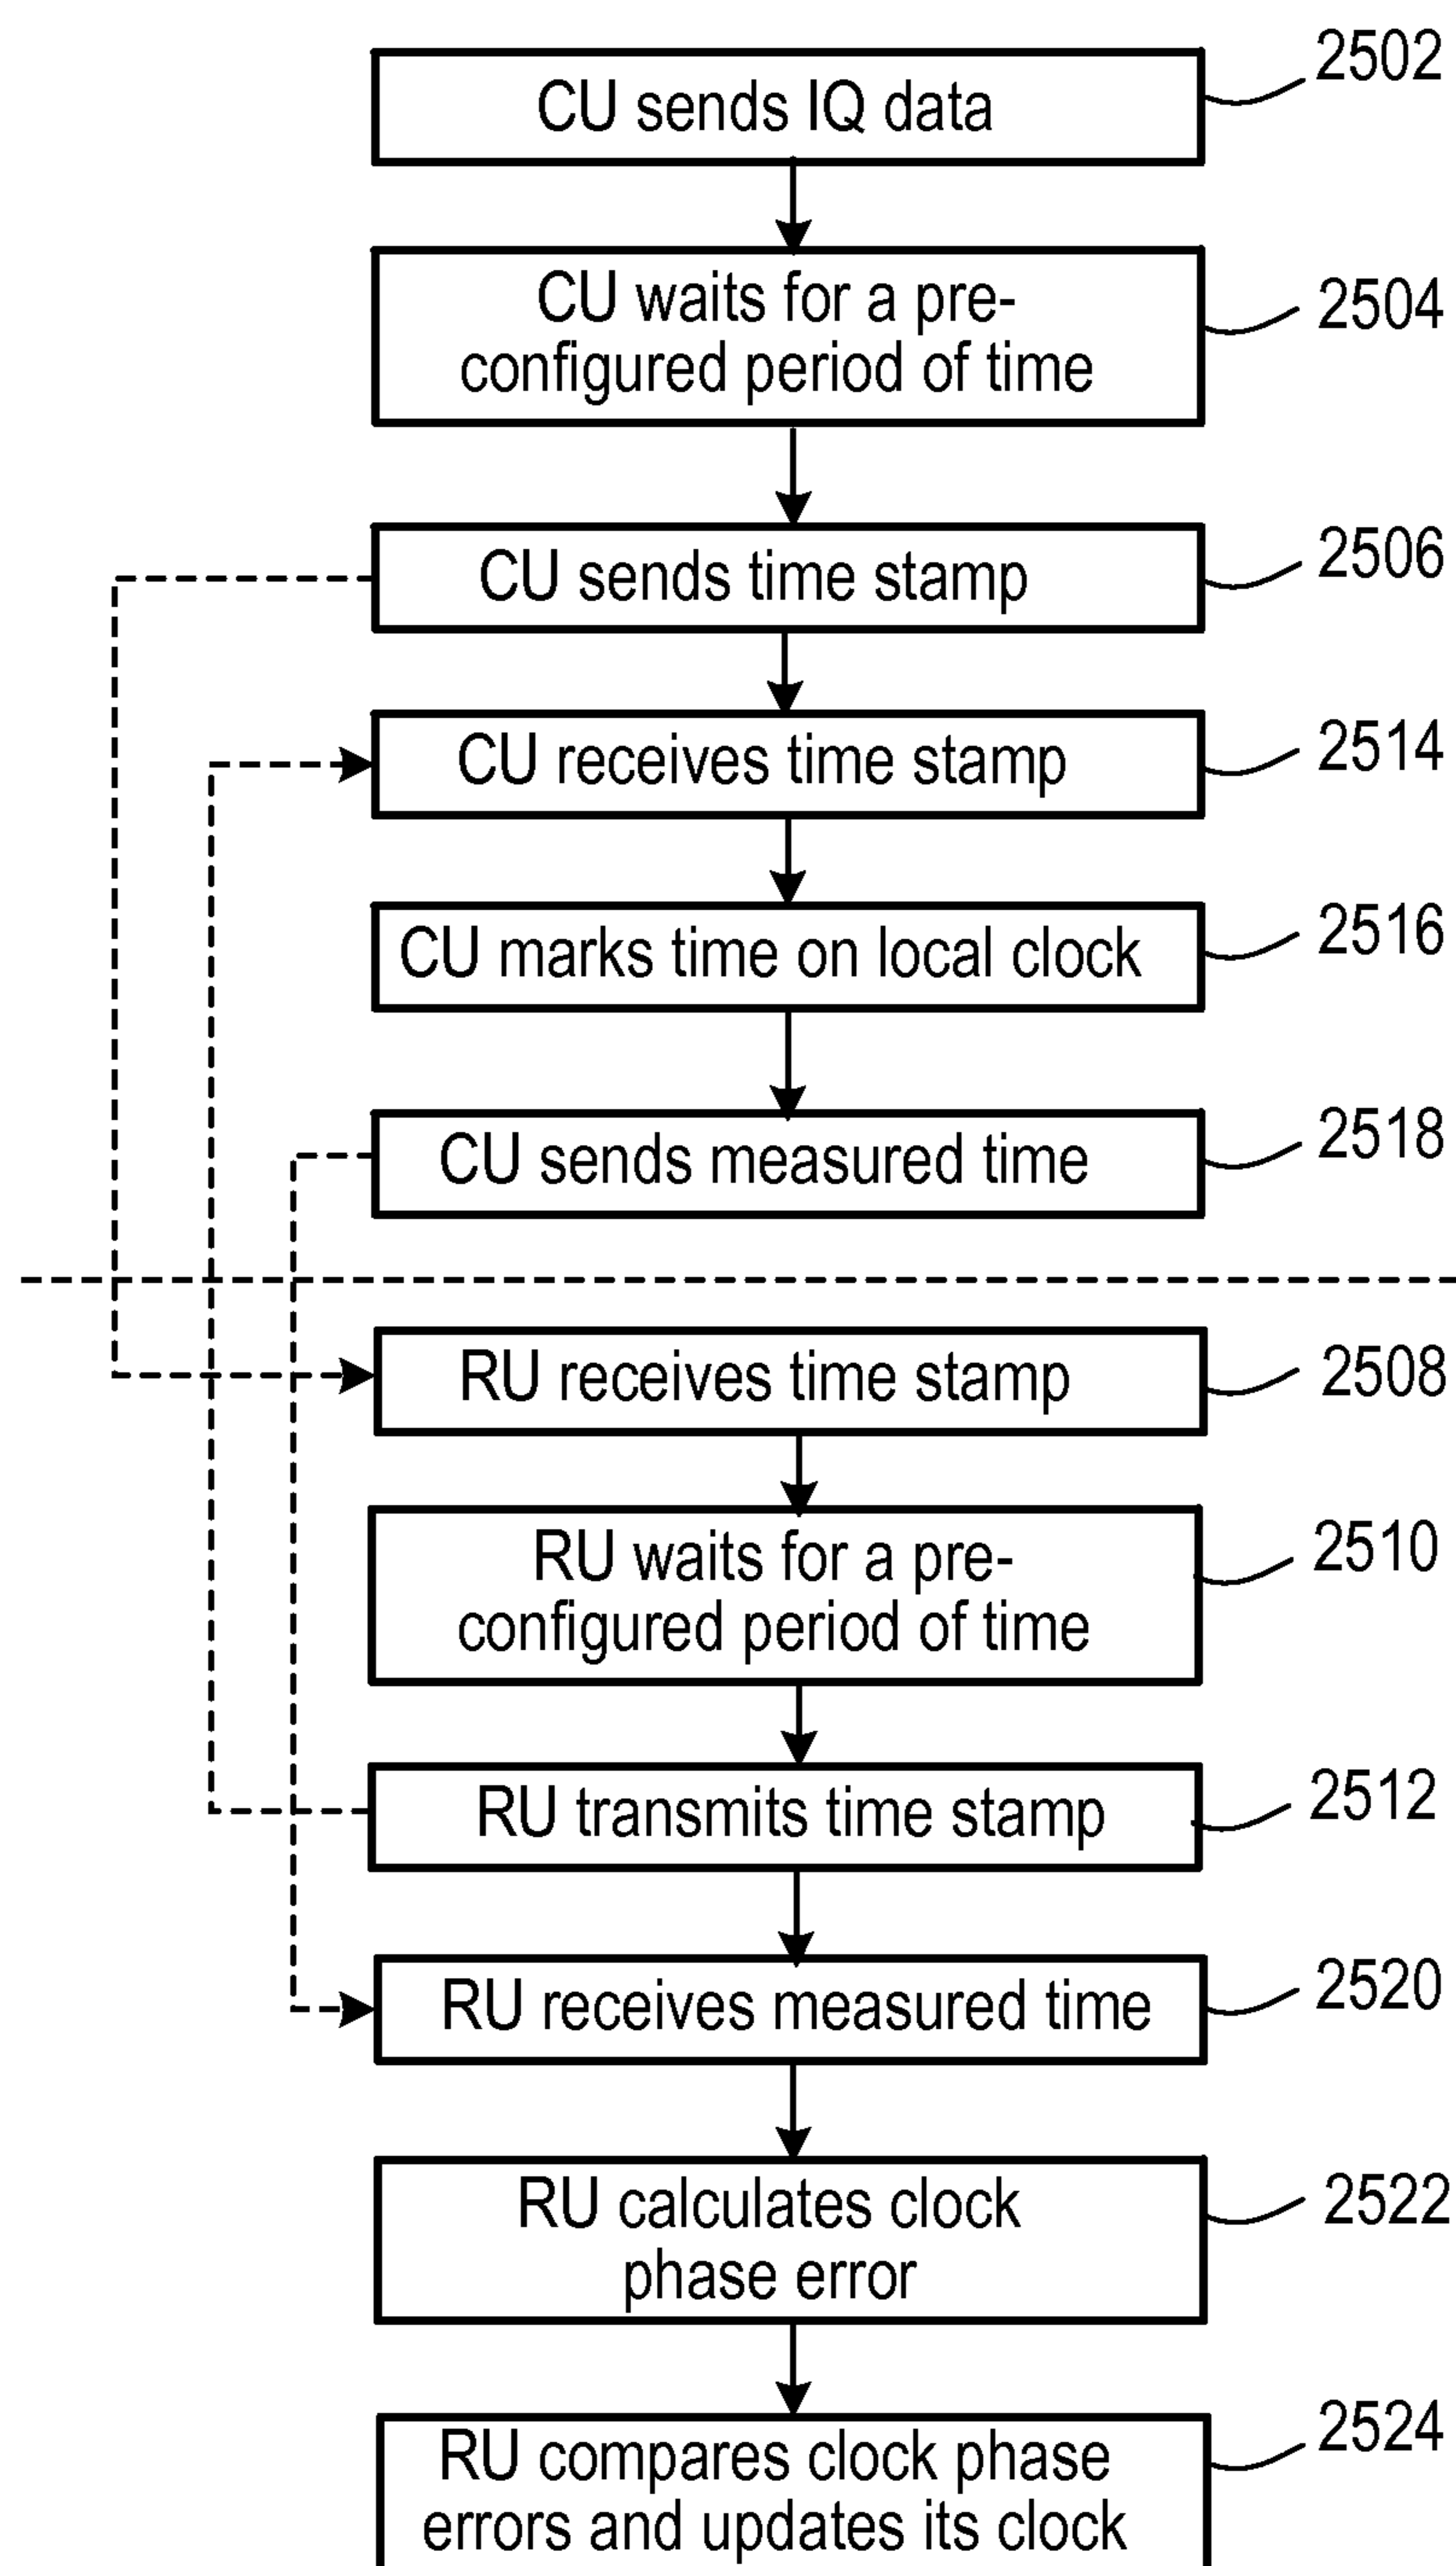 CU sends IQ data
2502
CU waits for a pre-
configured period of time
2504
CU sends time stamp
2506
CU receives time stamp
2514
CU marks time on local clock
2516
CU sends measured time
2518
RU receives time stamp
2508
RU waits for a pre-
configured period of time
2510
RU transmits time stamp
2512
RU receives measured time
2520
RU calculates clock
phase error
2522
RU compares clock phase
errors and updates its clock
2524